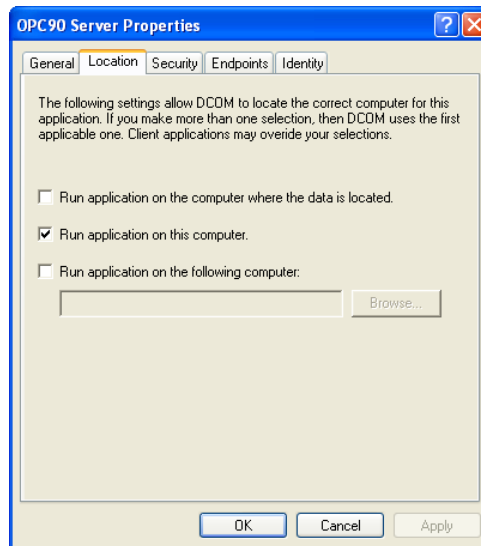 OPC90 Server Properties
General Location Security Endpoints Identity
The following settings allow DCOM to locate the correct computer for this
application. If you make more than one selection, then DCOM uses the first
applicable one. Client applications may overide your selections.
Run application on the computer where the data is located.
Run application on this computer.
Run application on the following computer:
Browse...
OK Cancel Apply